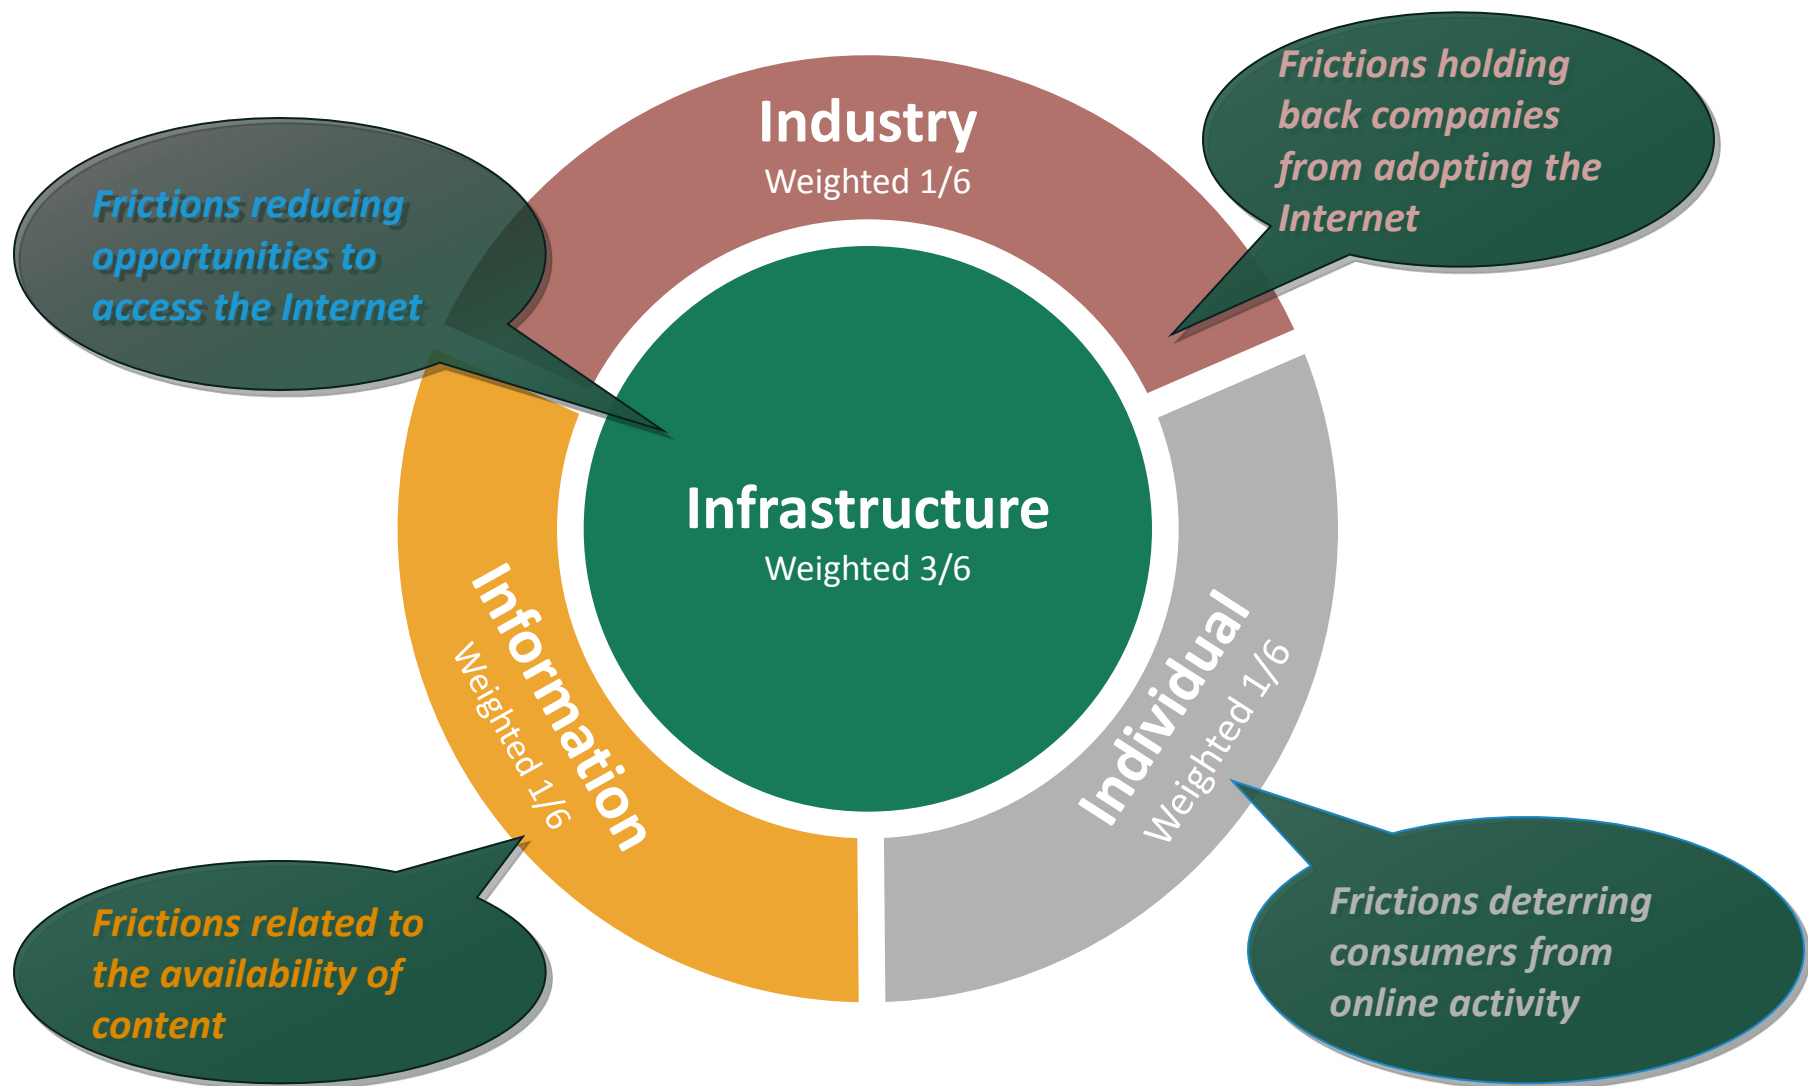 Frictions holding
back companies
from adopting the
Internet
Industry
Weighted 1/6
Frictions reducing
opportunities to
access the Internet
Infrastructure
Weighted 3/6
Information
Weighted 1/6
Individual
Weighted 1/6
Frictions related to
the availability of
content
Frictions deterring
consumers from
online activity